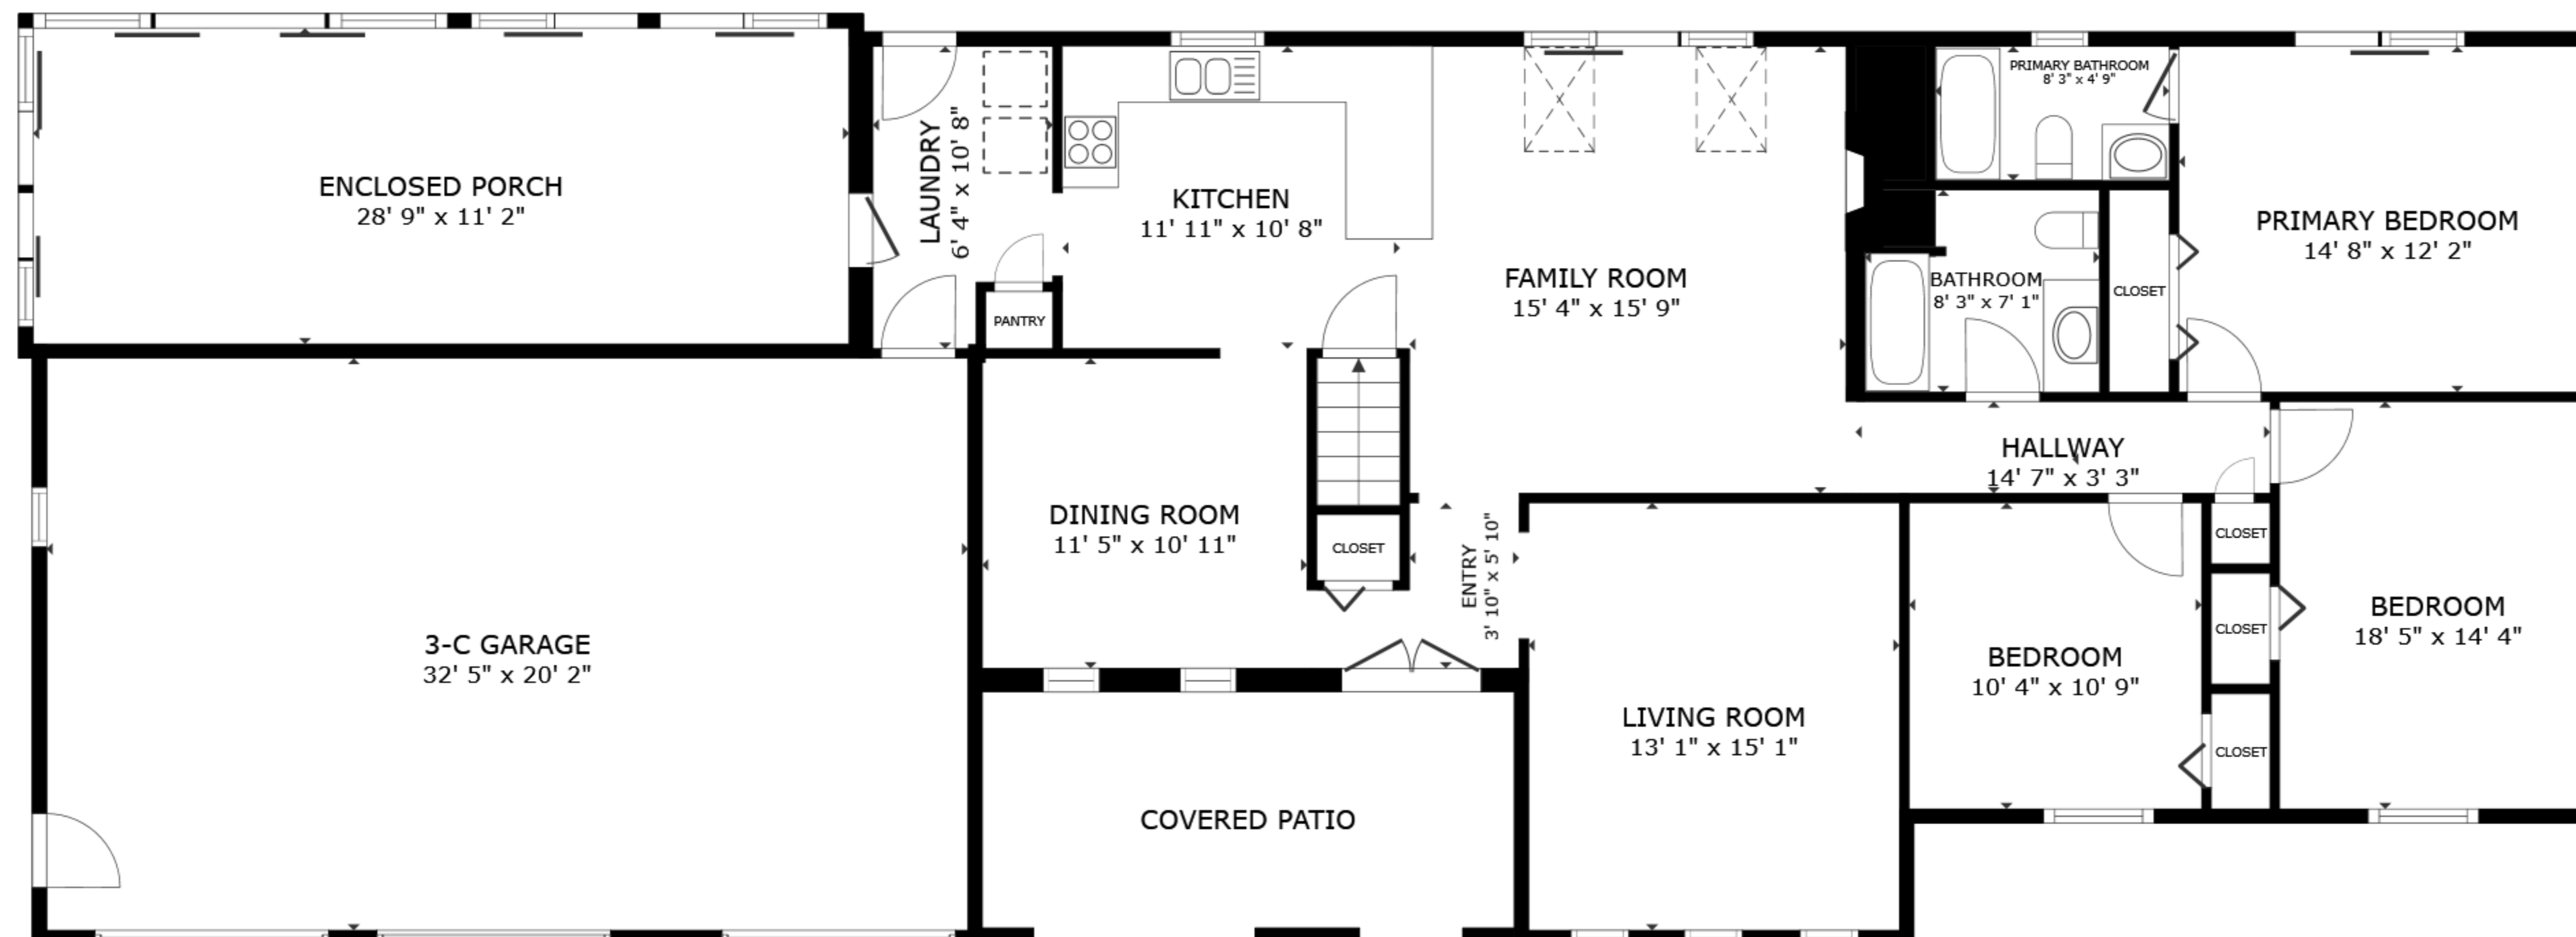 PRIMARY BATHROOM
8' 3" x 4' 9"
ENCLOSED PORCH
28' 9" x 11' 2"
LAUNDRY
6' 4" x 10' 8"
KITCHEN
11' 11" x 10' 8"
PRIMARY BEDROOM
14' 8" x 12' 2"
FAMILY ROOM
15' 4" x 15' 9"
BATHROOM
8' 3" x 7' 1"
CLOSET
PANTRY
HALLWAY
14' 7" x 3' 3"
DINING ROOM
11' 5" x 10' 11"
CLOSET
ENTRY
3' 10" x 5' 10"
CLOSET
CLOSET
BEDROOM
18' 5" x 14' 4"
3-C GARAGE
32' 5" x 20' 2"
BEDROOM
10' 4" x 10' 9"
LIVING ROOM
13' 1" x 15' 1"
CLOSET
COVERED PATIO